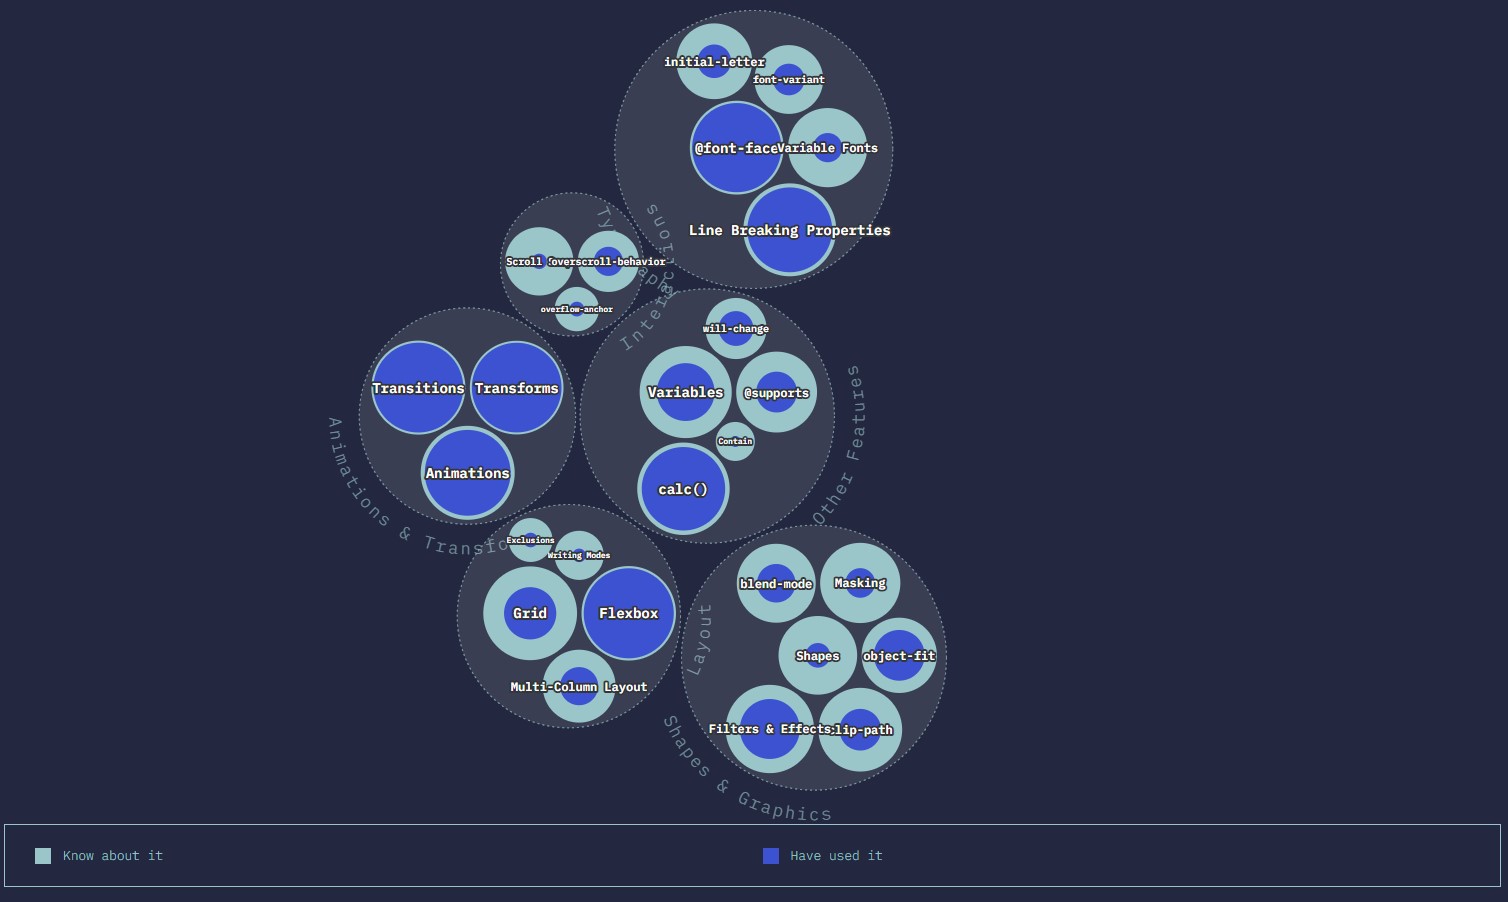 initial-letter
font-variant
@font-face
Variable Fonts
Line Breaking Properties
Scroll
overscroll-behavior
overflow-anchor
Interactions
will-change
Variables
@supports
Contain
calc()
Other Features
Transitions
Transforms
Animations
Animations & Transfo
Exclusions
Writing Modes
Grid
Flexbox
Multi-Column Layout
Layout
blend-mode
Masking
Shapes
object-fit
Filters & Effects
clip-path
Shapes & Graphics
Know about it
Have used it